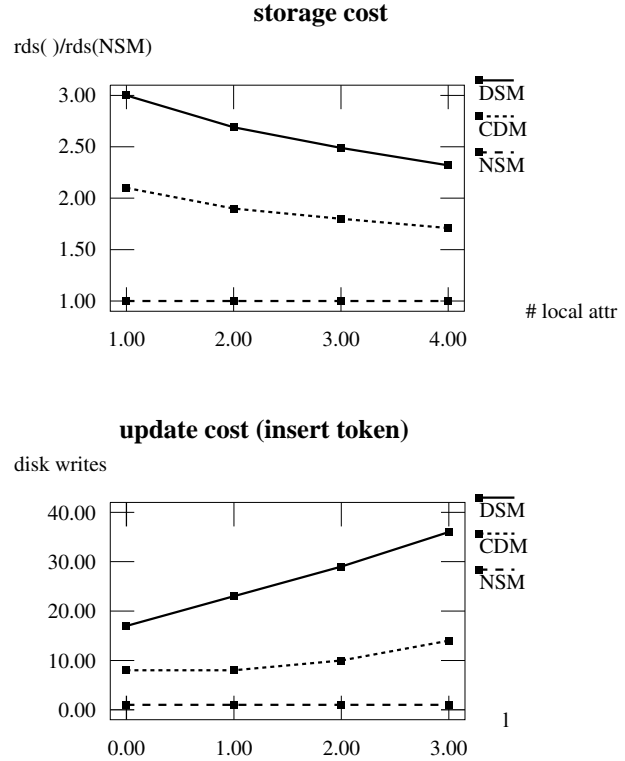 storage cost
rds( )/rds(NSM)
3.00
2.50
2.00
1.50
1.00
1.00 2.00 3.00 4.00
# local attr
DSM
CDM
NSM
update cost (insert token)
disk writes
40.00
30.00
20.00
10.00
0.00
0.00 1.00 2.00 3.00
l
DSM
CDM
NSM